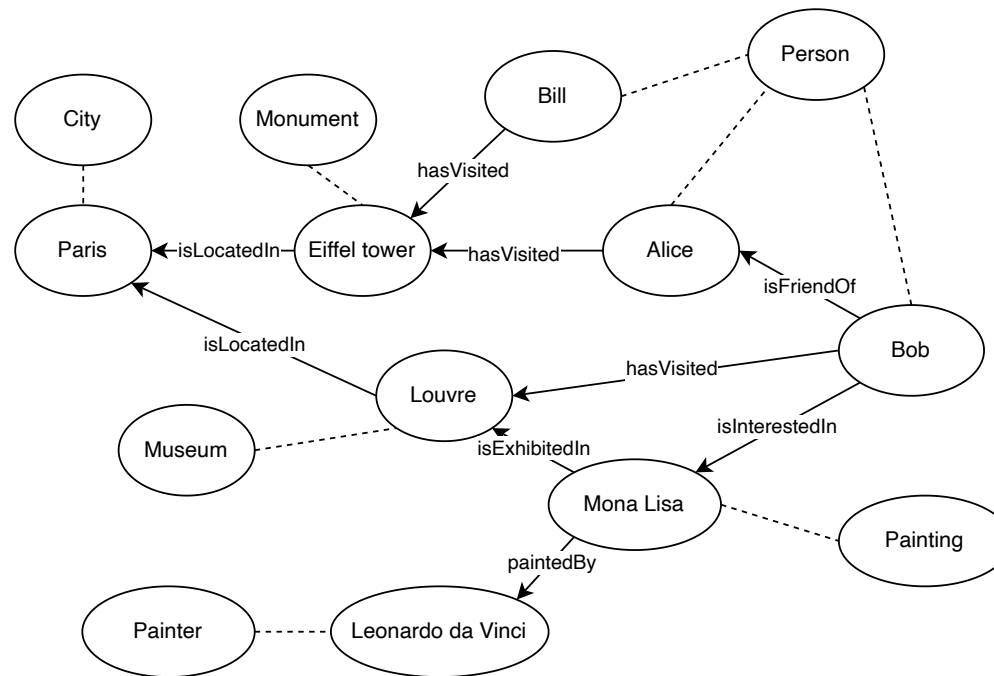 Person
Bill
City
Monument
hasVisited
Paris
isLocatedIn
Eiffel tower
hasVisited
Alice
isFriendOf
isLocatedIn
hasVisited
Bob
Louvre
isInterestedIn
Museum
isExhibitedIn
Mona Lisa
Painting
paintedBy
Painter
Leonardo da Vinci